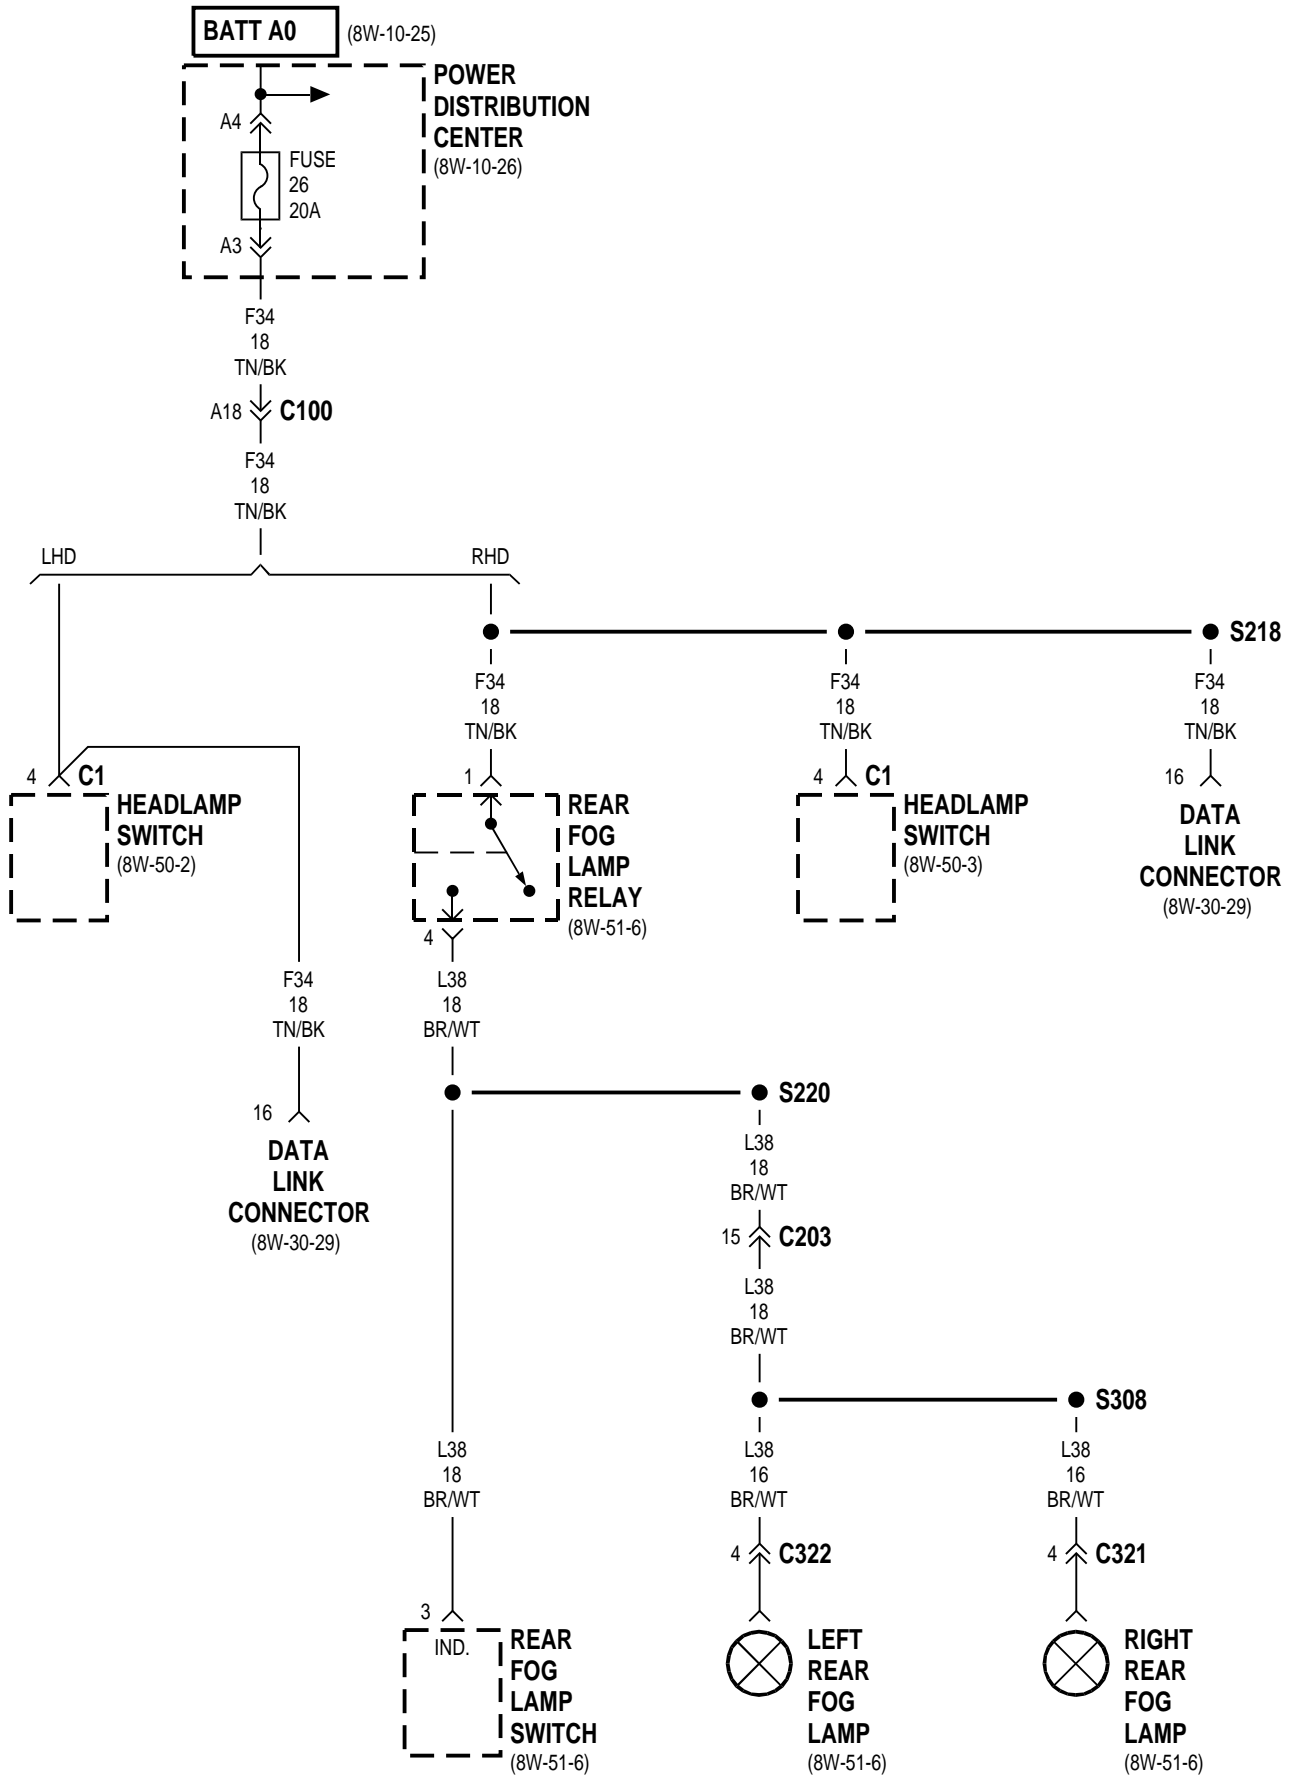 BATT A0
(8W-10-25)
POWER
DISTRIBUTION
CENTER
(8W-10-26)
A4
FUSE
26
20A
A3
F34
18
TN/BK
A18
C100
F34
18
TN/BK
LHD
RHD
S218
F34
18
TN/BK
F34
18
TN/BK
F34
18
TN/BK
4
C1
HEADLAMP
SWITCH
(8W-50-2)
1
REAR
FOG
LAMP
RELAY
(8W-51-6)
4
4
C1
HEADLAMP
SWITCH
(8W-50-3)
16
DATA
LINK
CONNECTOR
(8W-30-29)
F34
18
TN/BK
16
DATA
LINK
CONNECTOR
(8W-30-29)
L38
18
BR/WT
S220
L38
18
BR/WT
15
C203
L38
18
BR/WT
S308
L38
18
BR/WT
L38
16
BR/WT
L38
16
BR/WT
4
C322
4
C321
3
IND.
REAR
FOG
LAMP
SWITCH
(8W-51-6)
LEFT
REAR
FOG
LAMP
(8W-51-6)
RIGHT
REAR
FOG
LAMP
(8W-51-6)